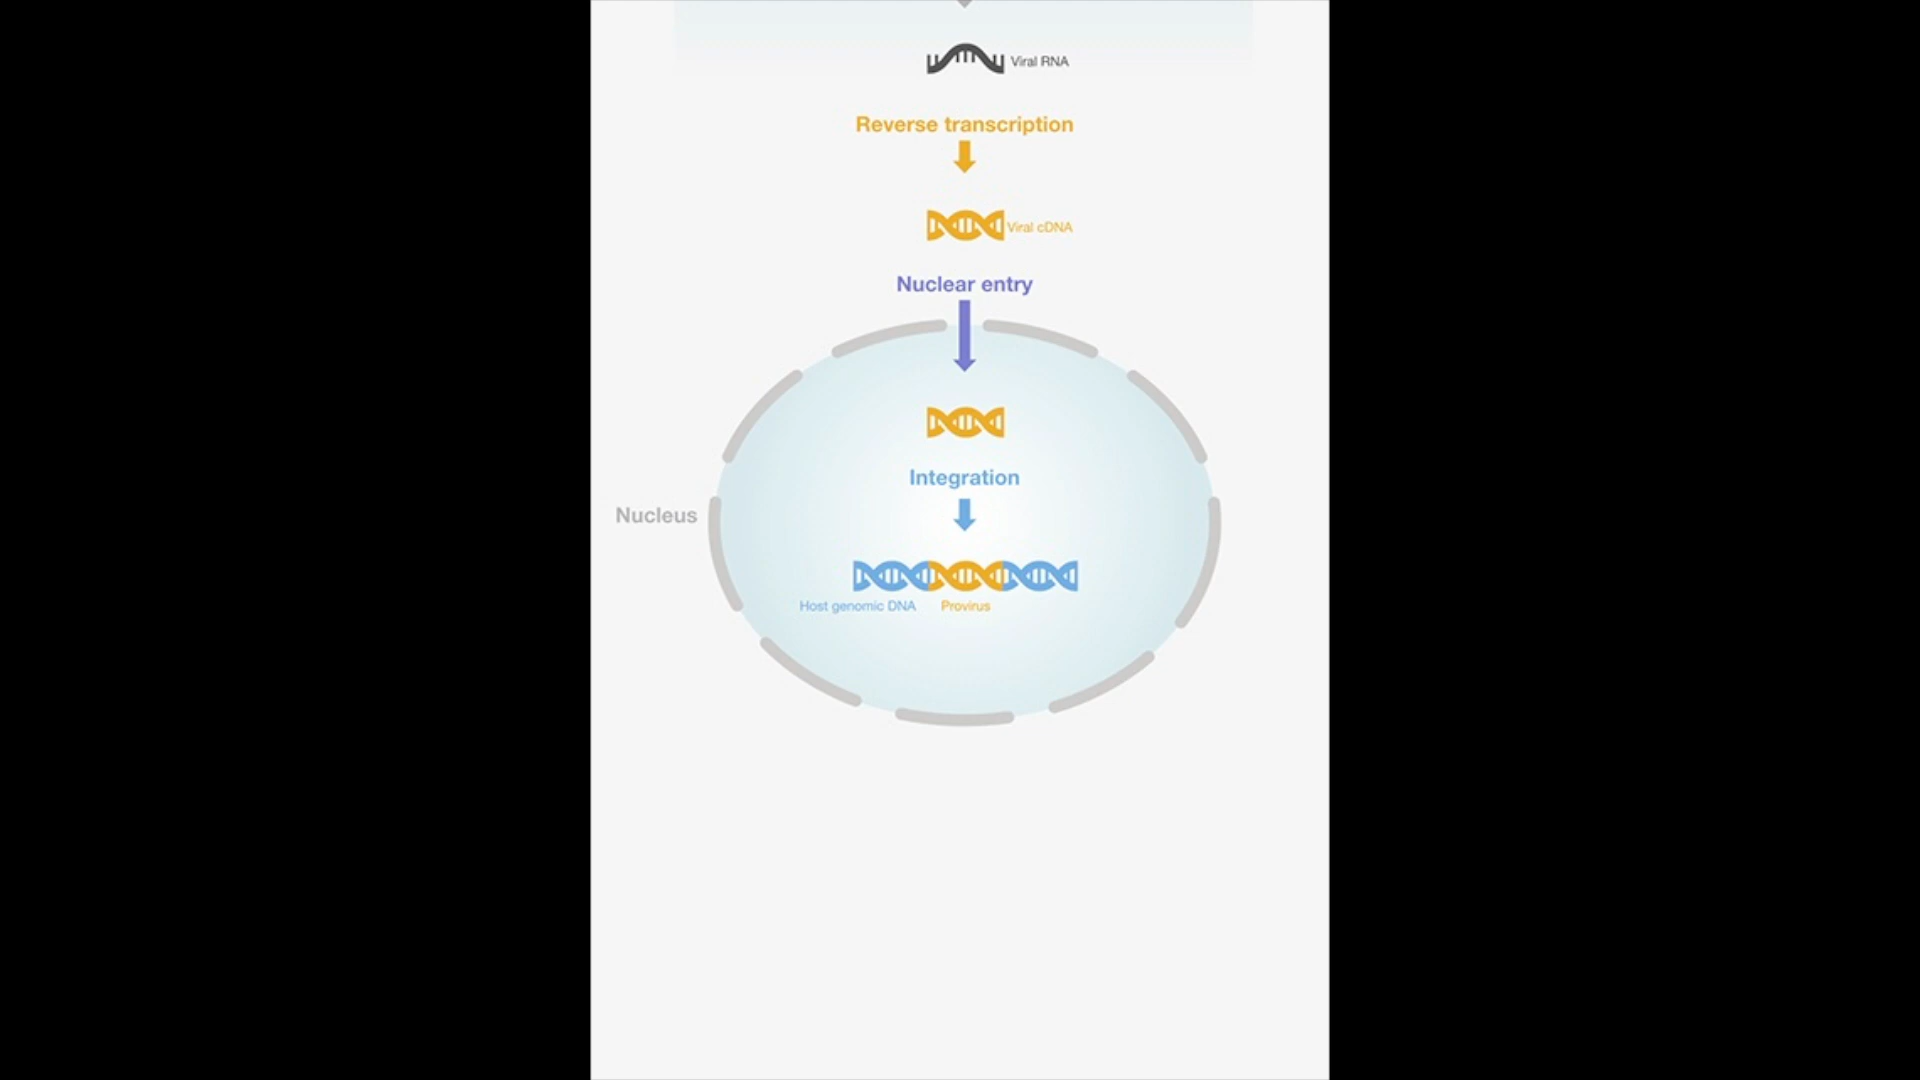 Viral RNA
Reverse transcription
Viral cDNA
Nuclear entry
Integration
Nucleus
Host genomic DNA
Provirus